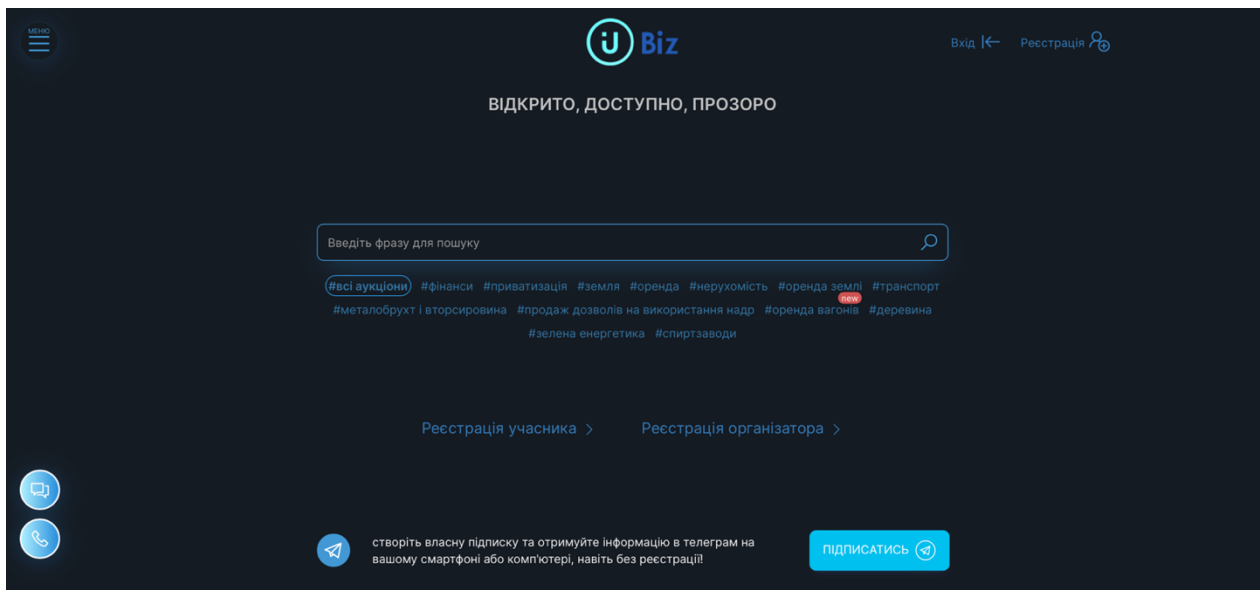 МЕНЮ
U Biz
Вхід
Реєстрація
ВІДКРИТО, ДОСТУПНО, ПРОЗОРО
Введіть фразу для пошуку
#всі аукціони #фінанси #приватизація #земля #оренда #нерухомість #оренда землі #транспорт
new
#металобрухт і вторсировина #продаж дозволів на використання надр #оренда вагонів #деревина
#зелена енергетика #спиртзаводи
Реєстрація учасника
Реєстрація організатора
створіть власну підписку та отримуйте інформацію в телеграм на
вашому смартфоні або комп'ютері, навіть без реєстрації!
ПІДПИСАТИСЬ